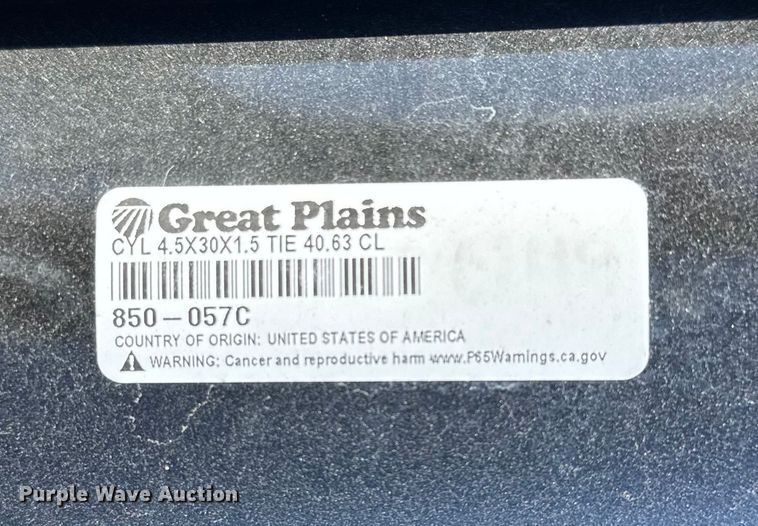 Great Plains
CYL 4.5X30X1.5 TIE 40.63 CL
850-057C
COUNTRY OF ORIGIN: UNITED STATES OF AMERICA
WARNING: Cancer and reproductive harm www.P65Warnings.ca.gov
Purple Wave Auction